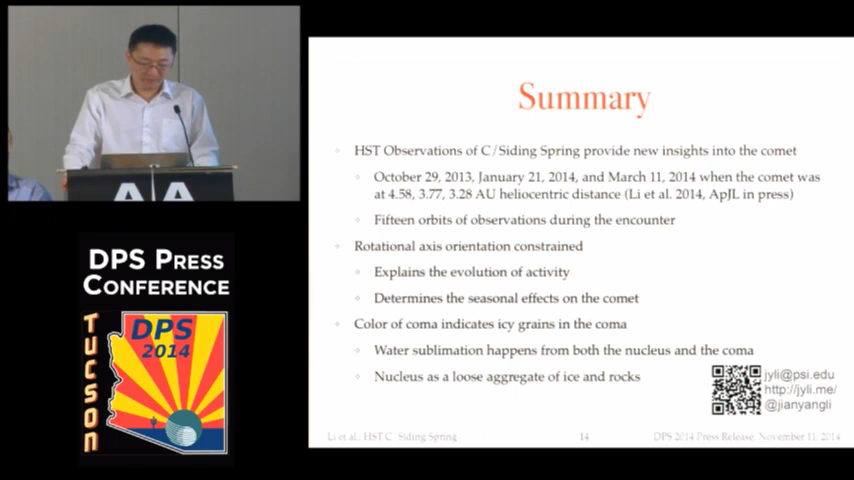 Summary
HST Observations of C/Siding Spring provide new insights into the comet
October 29, 2013, January 21, 2014, and March 11, 2014 when the comet was
at 4.58, 3.77, 3.28 AU heliocentric distance (Li et al. 2014, ApJL in press)
Fifteen orbits of observations during the encounter
Rotational axis orientation constrained
Explains the evolution of activity
Determines the seasonal effects on the comet
Color of coma indicates icy grains in the coma
Water sublimation happens from both the nucleus and the coma
Nucleus as a loose aggregate of ice and rocks
jyli@psi.edu
http://jyli.me/
@jianyangli
Li et al., HST C/Siding Spring
14
DPS 2014 Press Release, November 11, 2014
DPS PRESS
CONFERENCE
TUCSON
DPS
2014